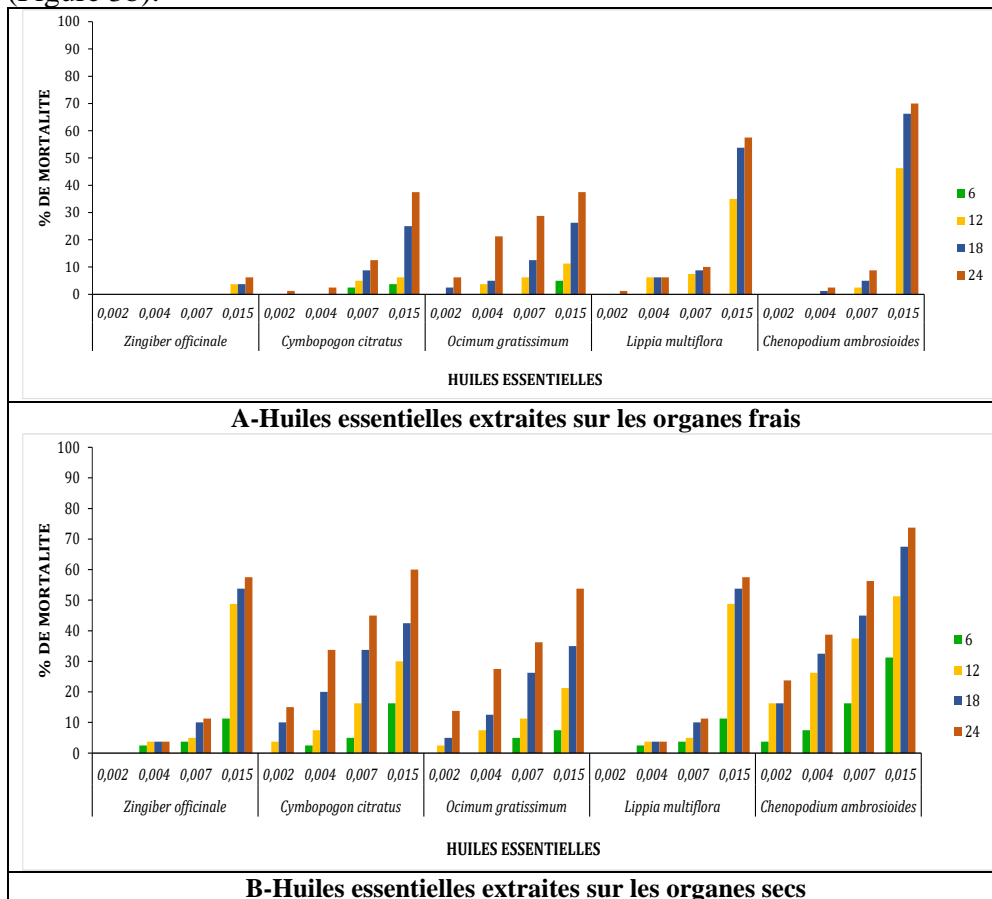 (Figure 3b).
100
90
80
70
60
50
40
30
20
10
0
% DE MORTALITE
0,002 0,004 0,007 0,015 0,002 0,004 0,007 0,015 0,002 0,004 0,007 0,015 0,002 0,004 0,007 0,015 0,002 0,004 0,007 0,015
Zingiber officinale Cymbopogon citratus Ocimum gratissimum Lippia multiflora Chenopodium ambrosioides
HUILES ESSENTIELLES
6
12
18
24
A-Huiles essentielles extraites sur les organes frais
100
90
80
70
60
50
40
30
20
10
0
% DE MORTALITE
0,002 0,004 0,007 0,015 0,002 0,004 0,007 0,015 0,002 0,004 0,007 0,015 0,002 0,004 0,007 0,015 0,002 0,004 0,007 0,015
Zingiber officinale Cymbopogon citratus Ocimum gratissimum Lippia multiflora Chenopodium ambrosioides
HUILES ESSENTIELLES
6
12
18
24
B-Huiles essentielles extraites sur les organes secs